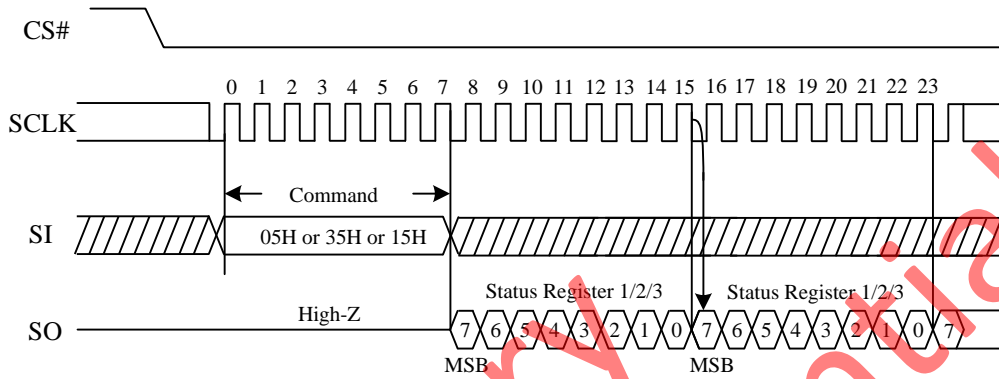 CS#
0 1 2 3 4 5 6 7 8 9 10 11 12 13 14 15 16 17 18 19 20 21 22 23
SCLK
Command
SI
05H or 35H or 15H
Status Register 1/2/3 Status Register 1/2/3
High-Z
SO
7 6 5 4 3 2 1 0 7 6 5 4 3 2 1 0 7
MSB MSB